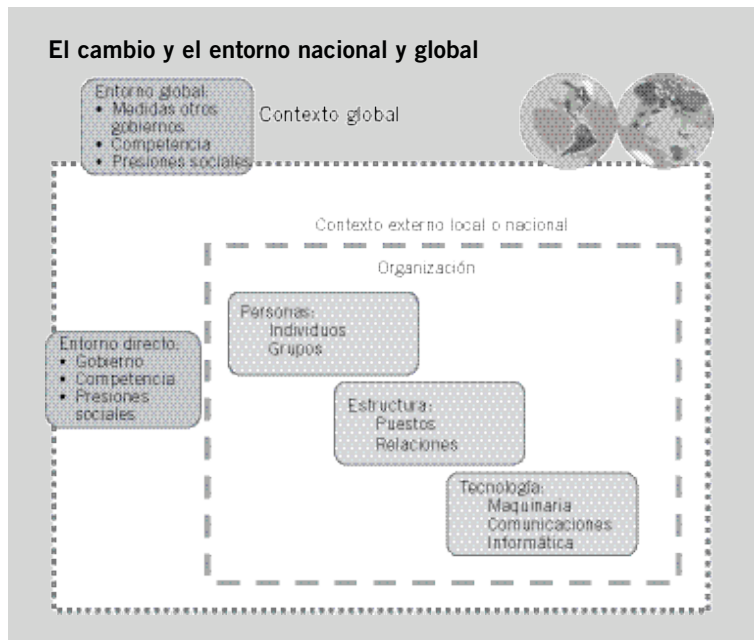 El cambio y el entorno nacional y global
Entorno global:
• Medidas otros
gobiernos
• Competencia
• Presiones sociales
Contexto global
Contexto externo local o nacional
Organización
Personas:
Individuos
Grupos
Entorno directo:
• Gobierno
• Competencia
• Presiones
sociales
Estructura:
Puestos
Relaciones
Tecnología:
Maquinaria
Comunicaciones
Informática